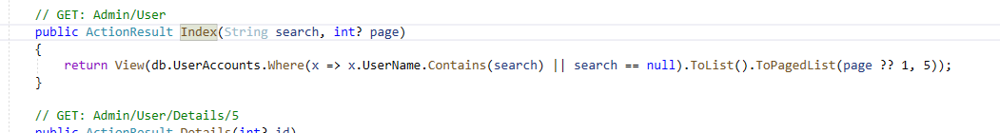 // GET: Admin/User
public ActionResult Index(String search, int? page)
{
return View(db.UserAccounts.Where(x => x.UserName.Contains(search) || search == null).ToList().ToPagedList(page ?? 1, 5));
}
// GET: Admin/User/Details/5
public ActionResult Details(int? id)